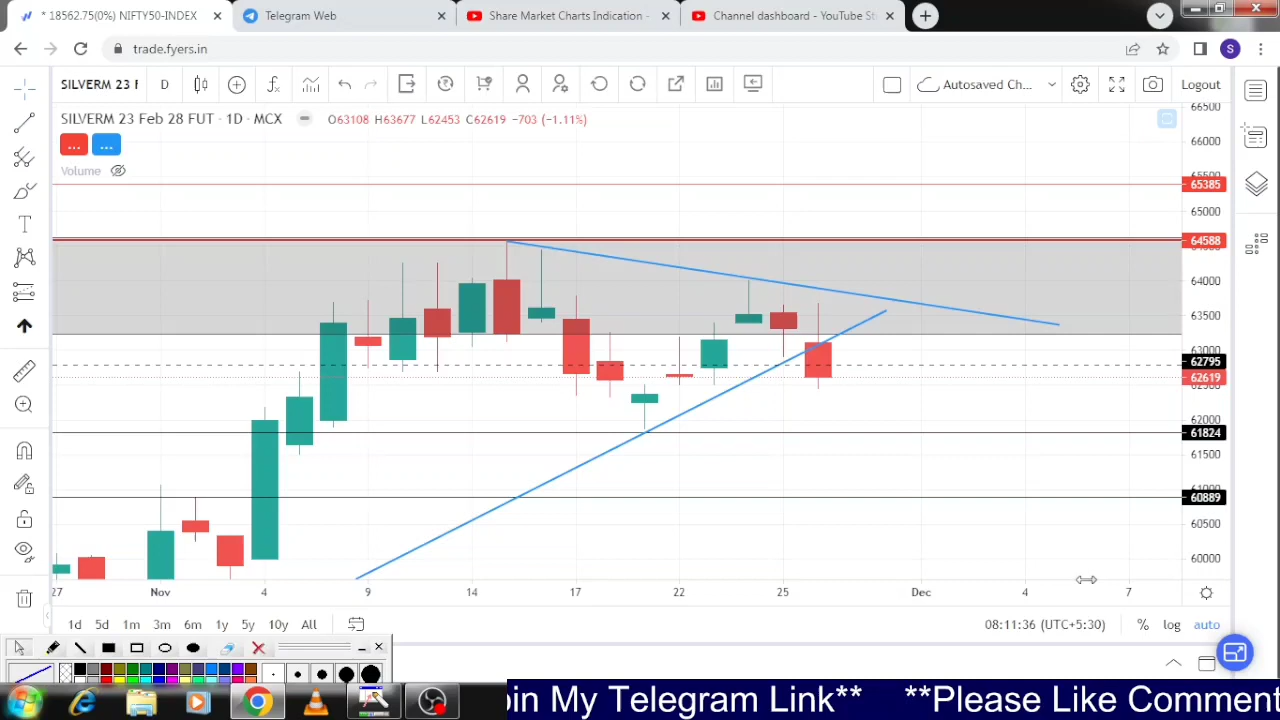 * 18562.75(0%) NIFTY50-INDEX
Telegram Web
Share Market Charts Indication -
Channel dashboard - YouTube St
trade.fyers.in
S
SILVERM 23 F
D
Autosaved Ch...
Logout
SILVERM 23 Feb 28 FUT · 1D · MCX
O63108 H63677 L62453 C62619 −703 (−1.11%)
...
...
Volume
66500
66000
65500
65385
65000
64588
64000
63500
63000
62795
62619
62500
62000
61824
61500
61000
60889
60500
60000
27
Nov
4
9
14
17
22
25
Dec
4
7
1d
5d
1m
3m
6m
1y
5y
10y
All
08:11:36 (UTC+5:30)
%
log
auto
oin My Telegram Link** **Please Like Comment